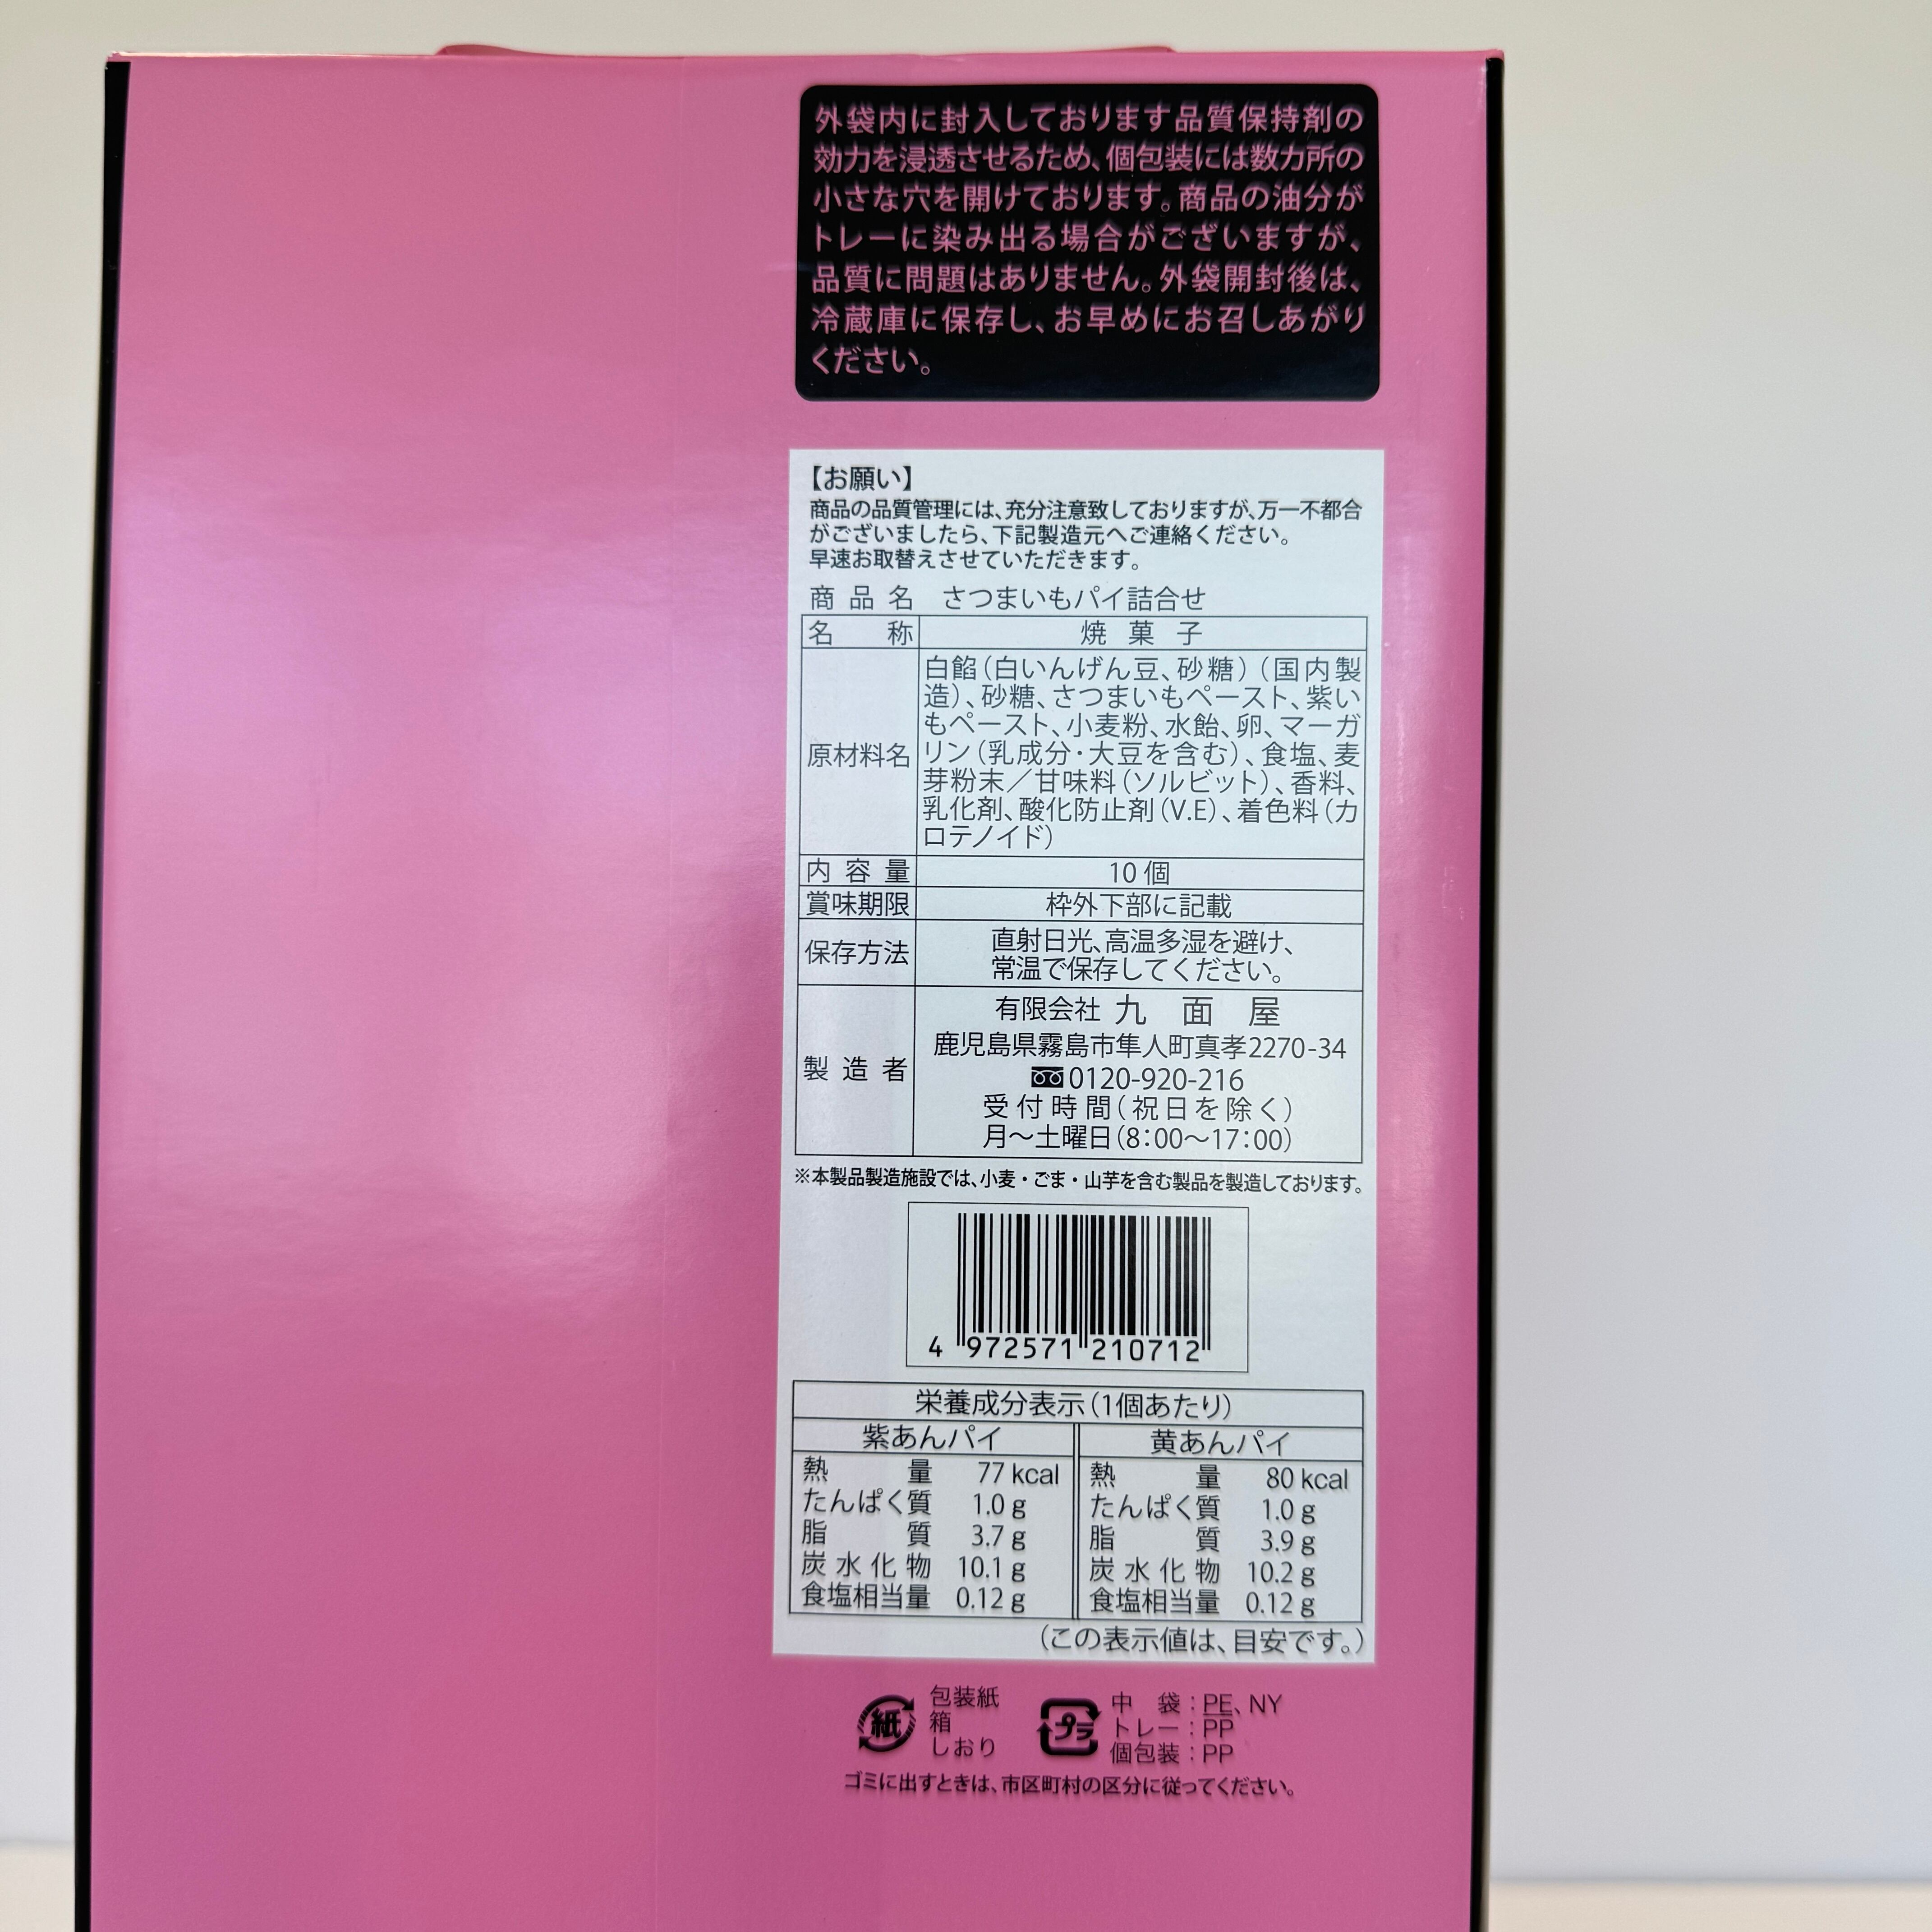 外袋内に封入しております品質保持剤の
効力を浸透させるため、個包装には数カ所の
小さな穴を開けております。商品の油分が
トレーに染み出る場合がございますが、
品質に問題はありません。外袋開封後は、
冷蔵庫に保存し、お早めにお召しあがり
ください。
【お願い】
商品の品質管理には、充分注意致しておりますが、万一不都合
がございましたら、下記製造元へご連絡ください。
早速お取替えさせていただきます。
商品名 さつまいもパイ詰合せ
名称 焼菓子
原材料名 白餡(白いんげん豆、砂糖)(国内製
造)、砂糖、さつまいもペースト、紫い
もペースト、小麦粉、水飴、卵、マーガ
リン(乳成分・大豆を含む)、食塩、麦
芽粉末／甘味料(ソルビット)、香料、
乳化剤、酸化防止剤(V.E)、着色料(カ
ロテノイド)
内容量 10個
賞味期限 枠外下部に記載
保存方法 直射日光、高温多湿を避け、
常温で保存してください。
製造者 有限会社 九面屋
鹿児島県霧島市隼人町真孝2270-34
0120-920-216
受付時間(祝日を除く)
月～土曜日(8:00～17:00)
※本製品製造施設では、小麦・ごま・山芋を含む製品を製造しております。
4 972571 210712
栄養成分表示(1個あたり)
紫あんパイ 黄あんパイ
熱量 77 kcal 熱量 80 kcal
たんぱく質 1.0 g たんぱく質 1.0 g
脂質 3.7 g 脂質 3.9 g
炭水化物 10.1 g 炭水化物 10.2 g
食塩相当量 0.12 g 食塩相当量 0.12 g
(この表示値は、目安です。)
紙 包装紙
箱
しおり
プラ 中袋：PE、NY
トレー：PP
個包装：PP
ゴミに出すときは、市区町村の区分に従ってください。